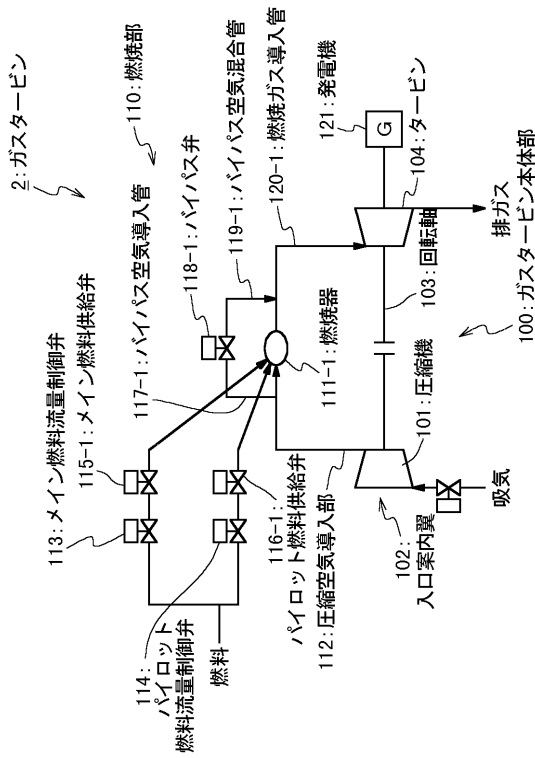 2：ガスタービン
110：燃焼部
113：メイン燃料流量制御弁
115-1：メイン燃料供給弁
117-1：バイパス空気導入管
118-1：バイパス弁
119-1：バイパス空気混合管
120-1：燃焼ガス導入管
121：発電機
G
104：タービン
排ガス
103：回転軸
100：ガスタービン本体部
111-1：燃焼器
101：圧縮機
吸気
102：
入口案内翼
112：圧縮空気導入部
116-1：
パイロット燃料供給弁
114：
パイロット
燃料流量制御弁
燃料